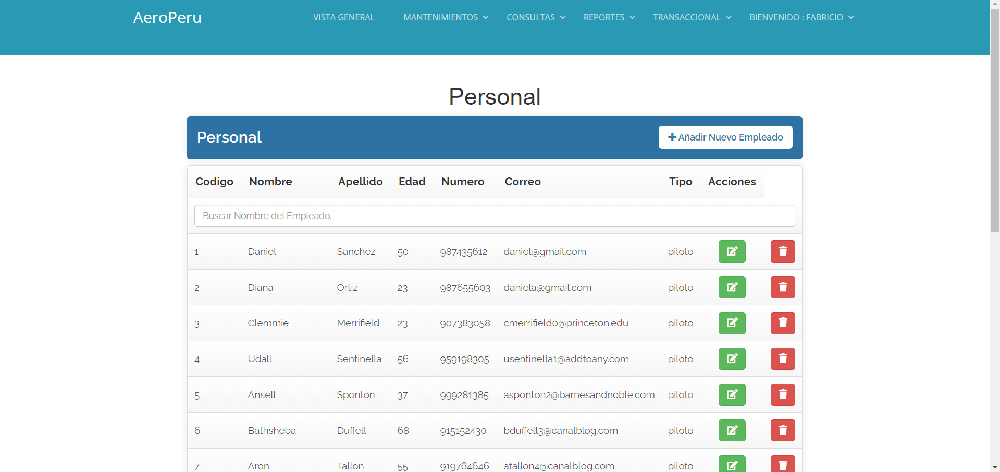 AeroPeru VISTA GENERAL MANTENIMIENTOS CONSULTAS REPORTES TRANSACCIONAL BIENVENIDO : FABRICIO
Personal
Personal Añadir Nuevo Empleado
Codigo Nombre Apellido Edad Numero Correo Tipo Acciones
Buscar Nombre del Empleado.
1 Daniel Sanchez 50 987435612 daniel@gmail.com piloto
2 Diana Ortiz 23 987655603 daniela@gmail.com piloto
3 Clemmie Merrifield 23 907383058 cmerrifield0@princeton.edu piloto
4 Udall Sentinella 56 959198305 usentinella1@addtoany.com piloto
5 Ansell Sponton 37 999281385 asponton2@barnesandnoble.com piloto
6 Bathsheba Duffell 68 915152430 bduffell3@canalblog.com piloto
7 Aron Tallon 55 919764646 atallon4@canalblog.com piloto